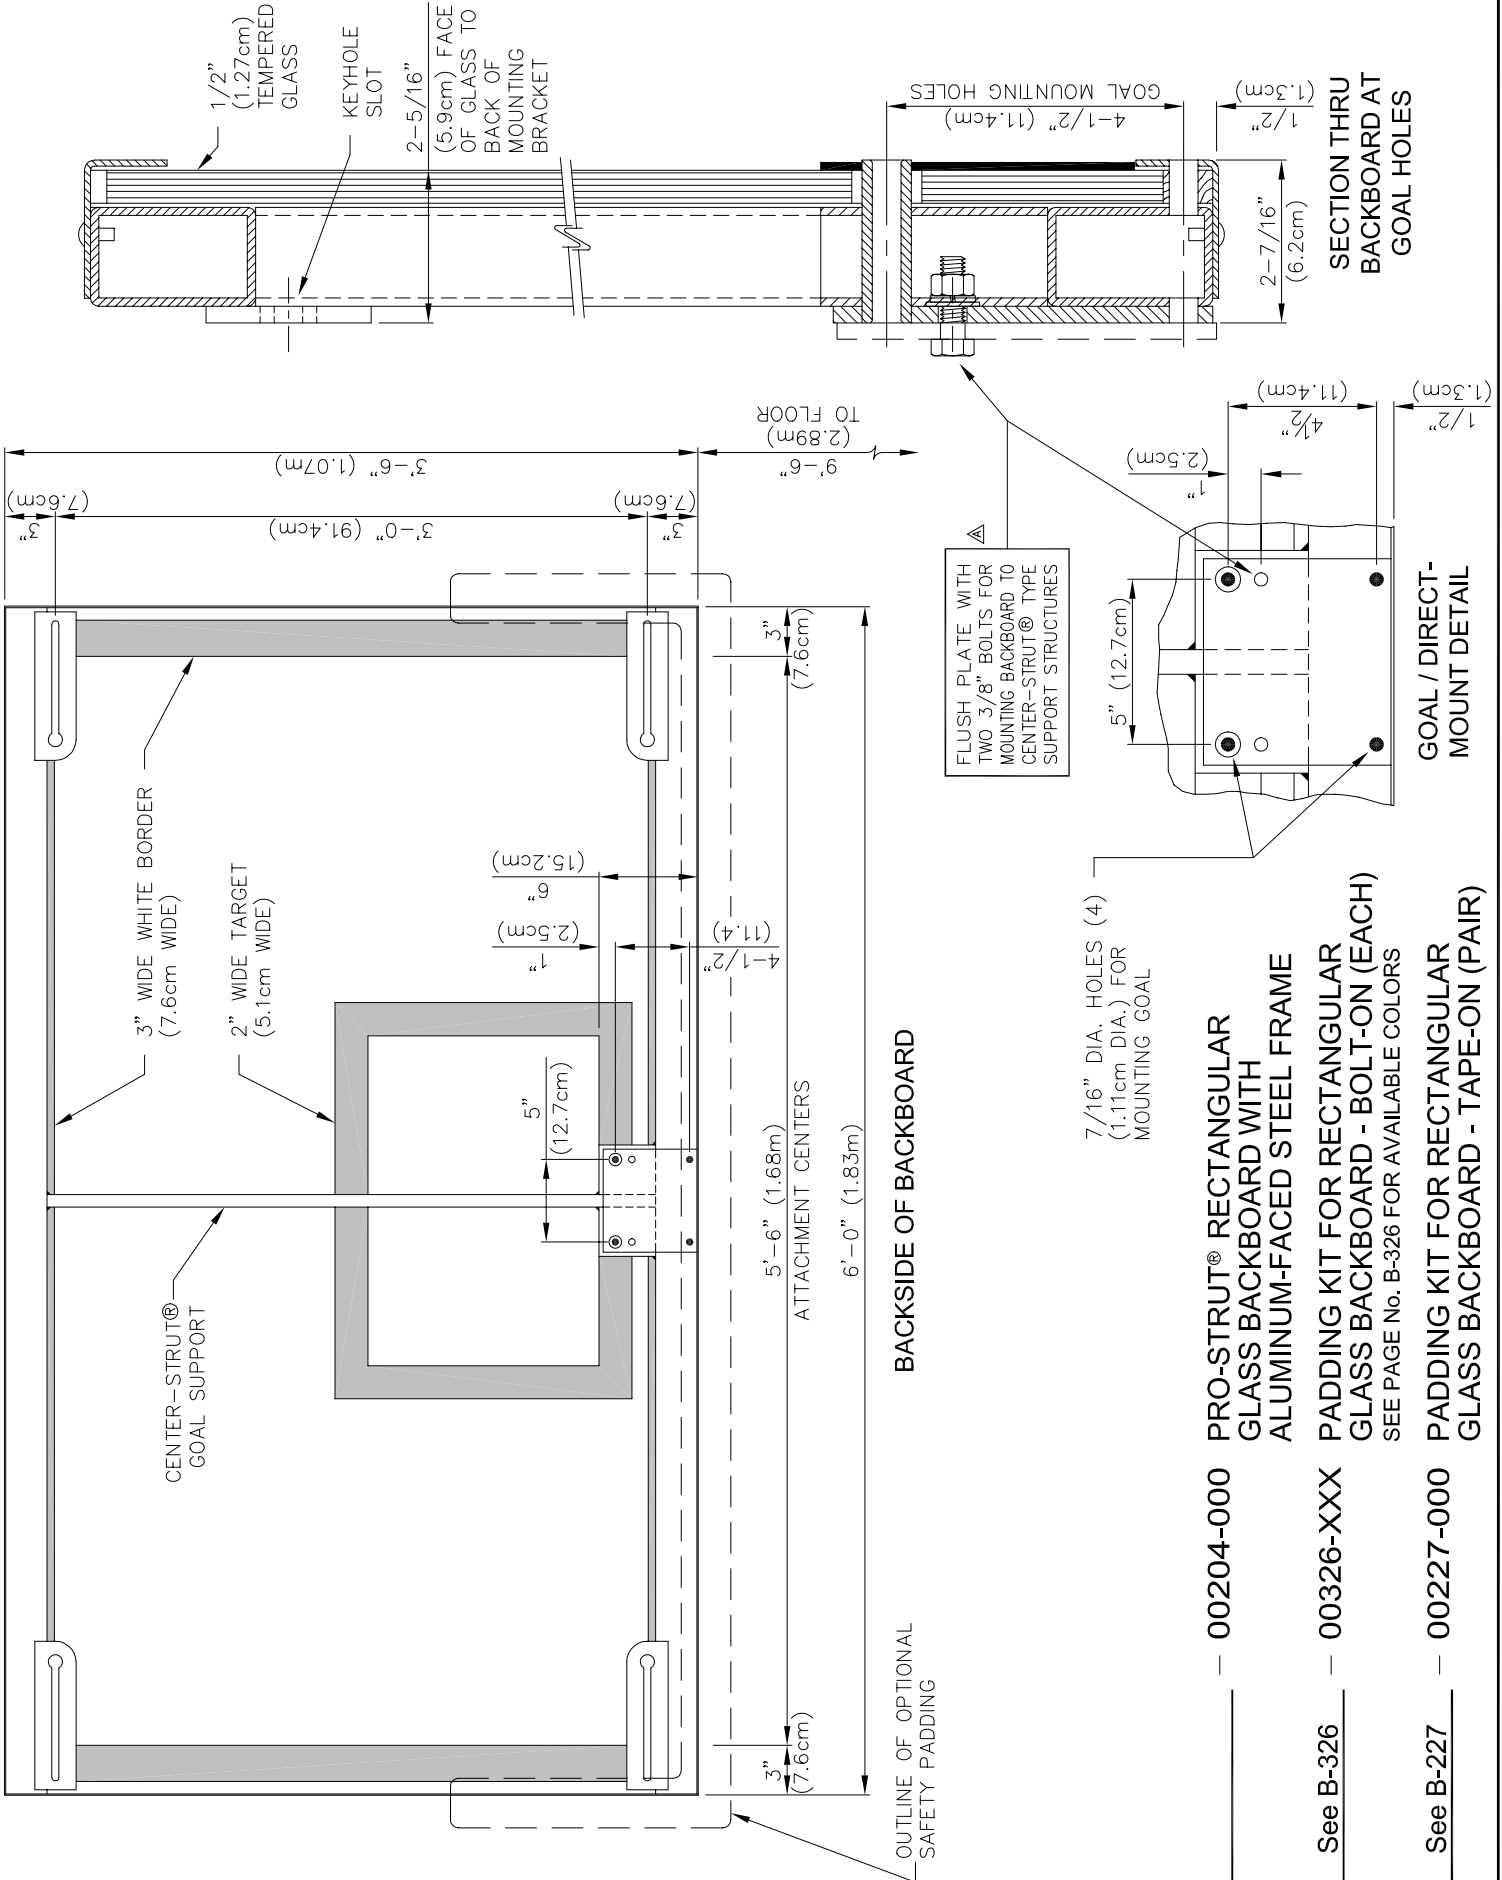 3'-6" (1.07m)
3"
(7.6cm)
3'-0" (91.4cm)
3"
(7.6cm)
9'-6"
(2.89m)
TO FLOOR
3" WIDE WHITE BORDER
(7.6cm WIDE)
2" WIDE TARGET
(5.1cm WIDE)
CENTER-STRUT®
GOAL SUPPORT
6"
(15.2cm)
1"
(2.5cm)
4-1/2"
(11.4)
5"
(12.7cm)
3"
(7.6cm)
5'-6" (1.68m)
ATTACHMENT CENTERS
3"
(7.6cm)
6'-0" (1.83m)
OUTLINE OF OPTIONAL
SAFETY PADDING
BACKSIDE OF BACKBOARD
1/2"
(1.27cm)
TEMPERED
GLASS
KEYHOLE
SLOT
2-5/16"
(5.9cm) FACE
OF GLASS TO
BACK OF
MOUNTING
BRACKET
4-1/2" (11.4cm)
GOAL MOUNTING HOLES
1/2"
(1.3cm)
2-7/16"
(6.2cm)
SECTION THRU
BACKBOARD AT
GOAL HOLES
A
FLUSH PLATE WITH
TWO 3/8" BOLTS FOR
MOUNTING BACKBOARD TO
CENTER-STRUT® TYPE
SUPPORT STRUCTURES
5" (12.7cm)
1"
(2.5cm)
4½"
(11.4cm)
1/2"
(1.3cm)
GOAL / DIRECT-
MOUNT DETAIL
7/16" DIA. HOLES (4)
(1.11cm DIA.) FOR
MOUNTING GOAL
— 00204-000 PRO-STRUT® RECTANGULAR
GLASS BACKBOARD WITH
ALUMINUM-FACED STEEL FRAME
See B-326 — 00326-XXX PADDING KIT FOR RECTANGULAR
GLASS BACKBOARD - BOLT-ON (EACH)
SEE PAGE No. B-326 FOR AVAILABLE COLORS
See B-227 — 00227-000 PADDING KIT FOR RECTANGULAR
GLASS BACKBOARD - TAPE-ON (PAIR)